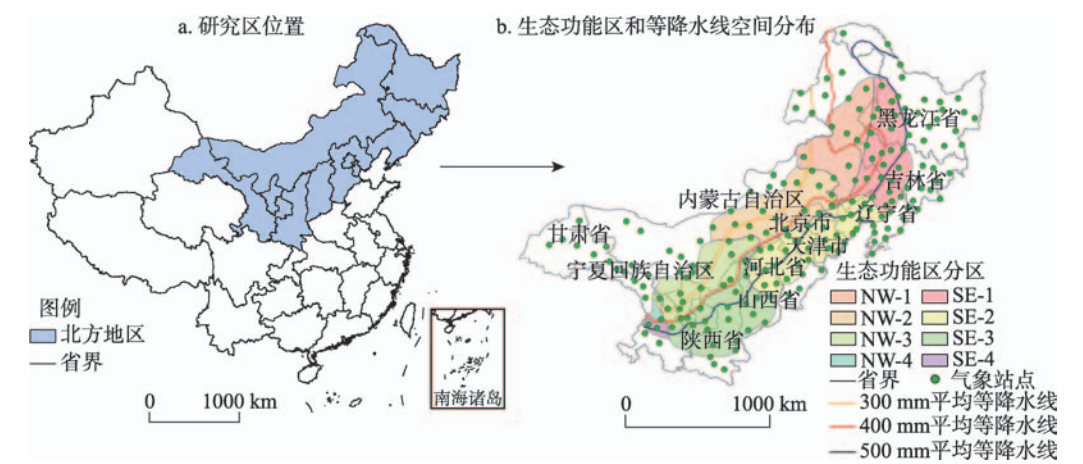 a. 研究区位置
图例
北方地区
省界
0 1000 km
南海诸岛
b. 生态功能区和等降水线空间分布
黑龙江省
吉林省
辽宁省
内蒙古自治区
北京市
天津市
甘肃省
河北省
宁夏回族自治区
山西省
陕西省
生态功能区分区
NW-1 SE-1
NW-2 SE-2
NW-3 SE-3
NW-4 SE-4
省界 气象站点
300 mm平均等降水线
400 mm平均等降水线
500 mm平均等降水线
0 1000 km